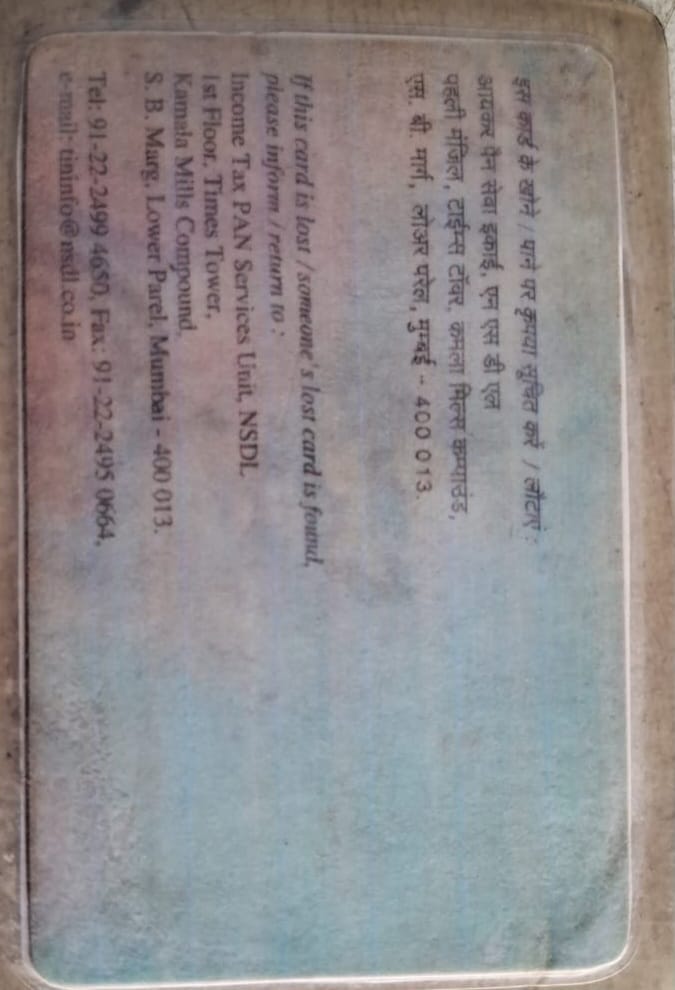 इस कार्ड के खोने / पाने पर कृपया सूचित करें / लौटाएं :
आयकर पैन सेवा इकाई, एन एस डी एल
पहली मंजिल, टाईम्स टॉवर, कमला मिल्स कम्पाउंड,
एस. बी. मार्ग, लोअर परेल, मुम्बई - 400 013.
If this card is lost / someone's lost card is found,
please inform / return to :
Income Tax PAN Services Unit, NSDL
1st Floor, Times Tower,
Kamala Mills Compound,
S. B. Marg, Lower Parel, Mumbai - 400 013.
Tel: 91-22-2499 4650, Fax: 91-22-2495 0664,
e-mail: tininfo@nsdl.co.in